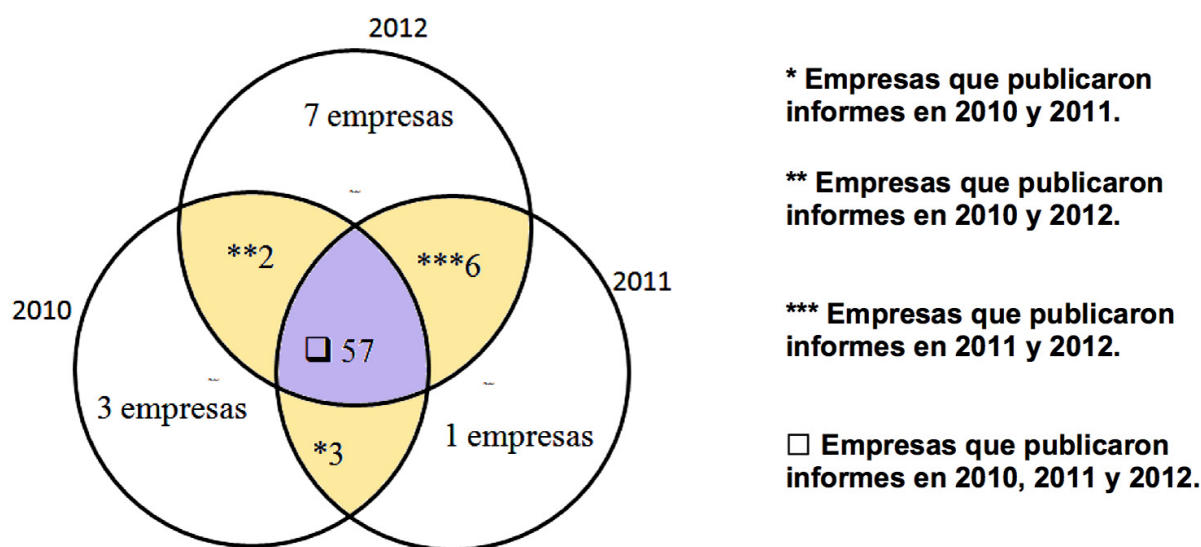 2012
7 empresas
**2
***6
2011
2010
❑ 57
3 empresas
1 empresas
*3
* Empresas que publicaron
informes en 2010 y 2011.
** Empresas que publicaron
informes en 2010 y 2012.
*** Empresas que publicaron
informes en 2011 y 2012.
□ Empresas que publicaron
informes en 2010, 2011 y 2012.